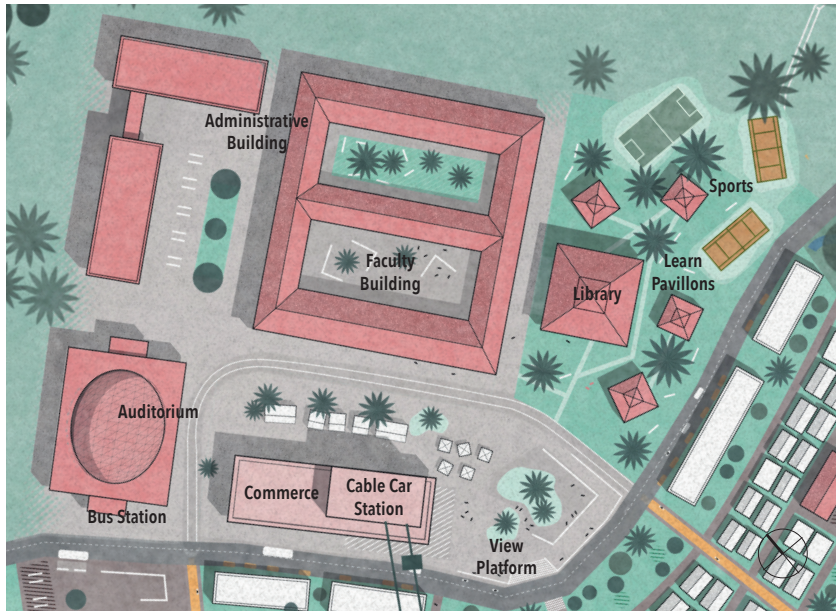 Administrative
Building
Sports
Faculty
Building
Learn
Pavillons
Library
Auditorium
Commerce
Cable Car
Station
Bus Station
View
Platform